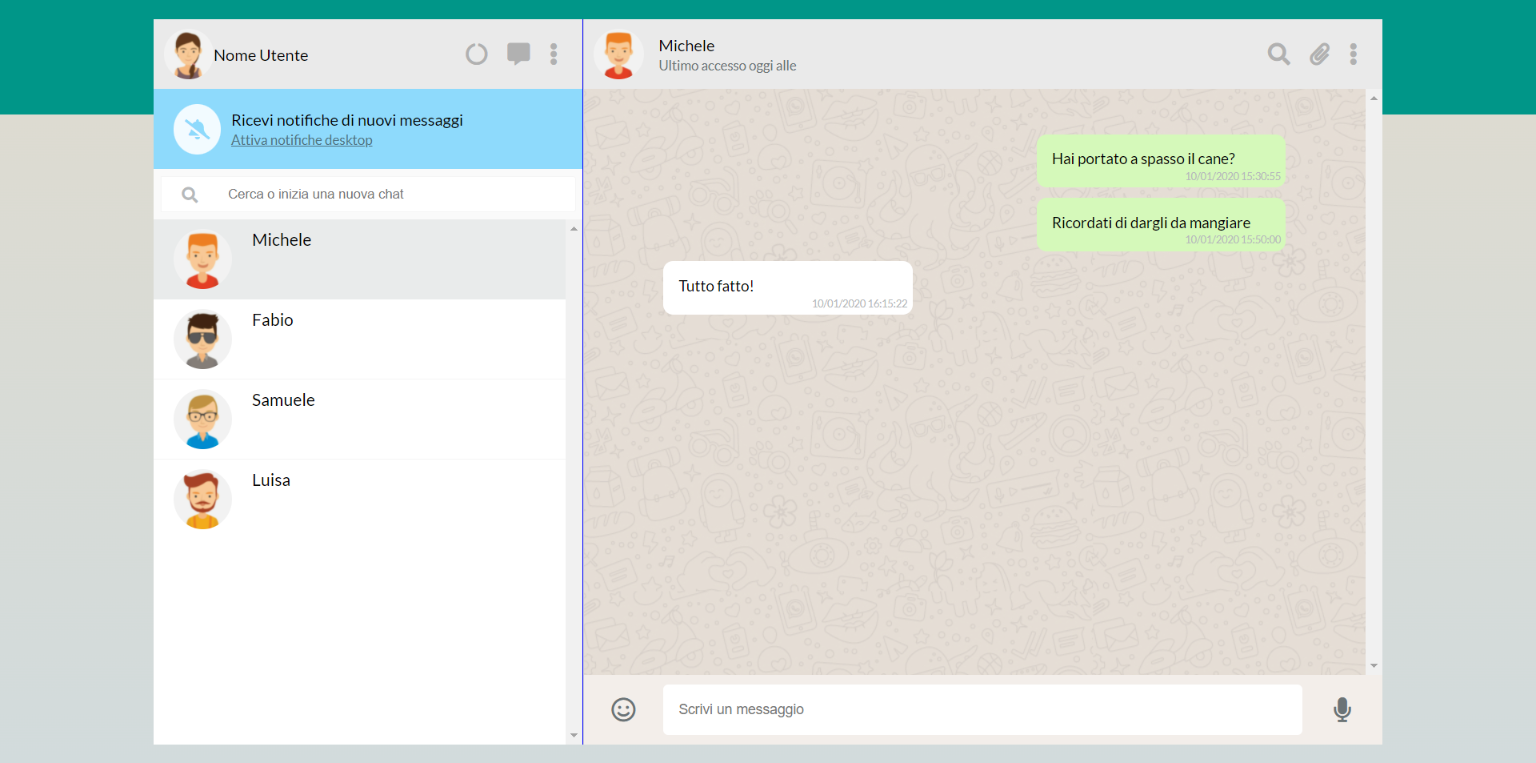 Nome Utente
Ricevi notifiche di nuovi messaggi
Attiva notifiche desktop
Cerca o inizia una nuova chat
Michele
Fabio
Samuele
Luisa
Michele
Ultimo accesso oggi alle
Hai portato a spasso il cane?
10/01/2020 15:30:55
Ricordati di dargli da mangiare
10/01/2020 15:50:00
Tutto fatto!
10/01/2020 16:15:22
Scrivi un messaggio